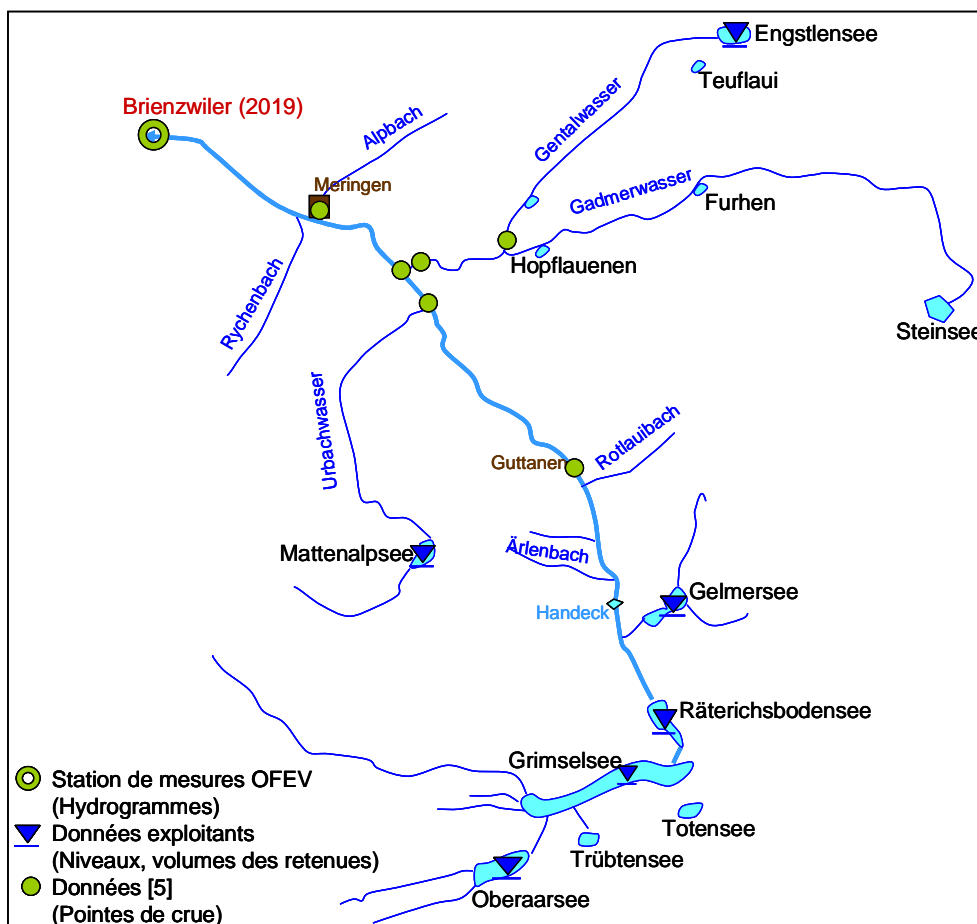 Engstlensee
Teuflaui
Brienzwiler (2019)
Alpbach
Gentalwasser
Meringen
Gadmerwasser
Furhen
Hopflauenen
Rychenbach
Steinsee
Urbachwasser
Guttanen
Rotlauibach
Mattenalpsee
Ärlenbach
Gelmersee
Handeck
Räterichsbodensee
Grimselsee
Totensee
Trübtensee
Oberaarsee
Station de mesures OFEV
(Hydrogrammes)
Données exploitants
(Niveaux, volumes des retenues)
Données [5]
(Pointes de crue)